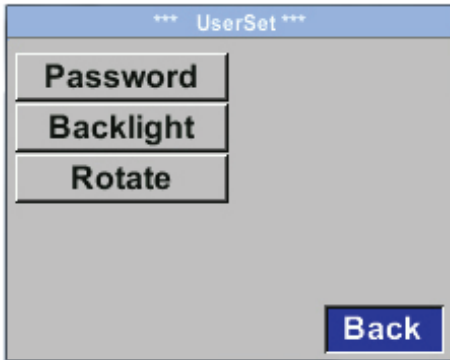 *** UserSet ***
Password
Backlight
Rotate
Back